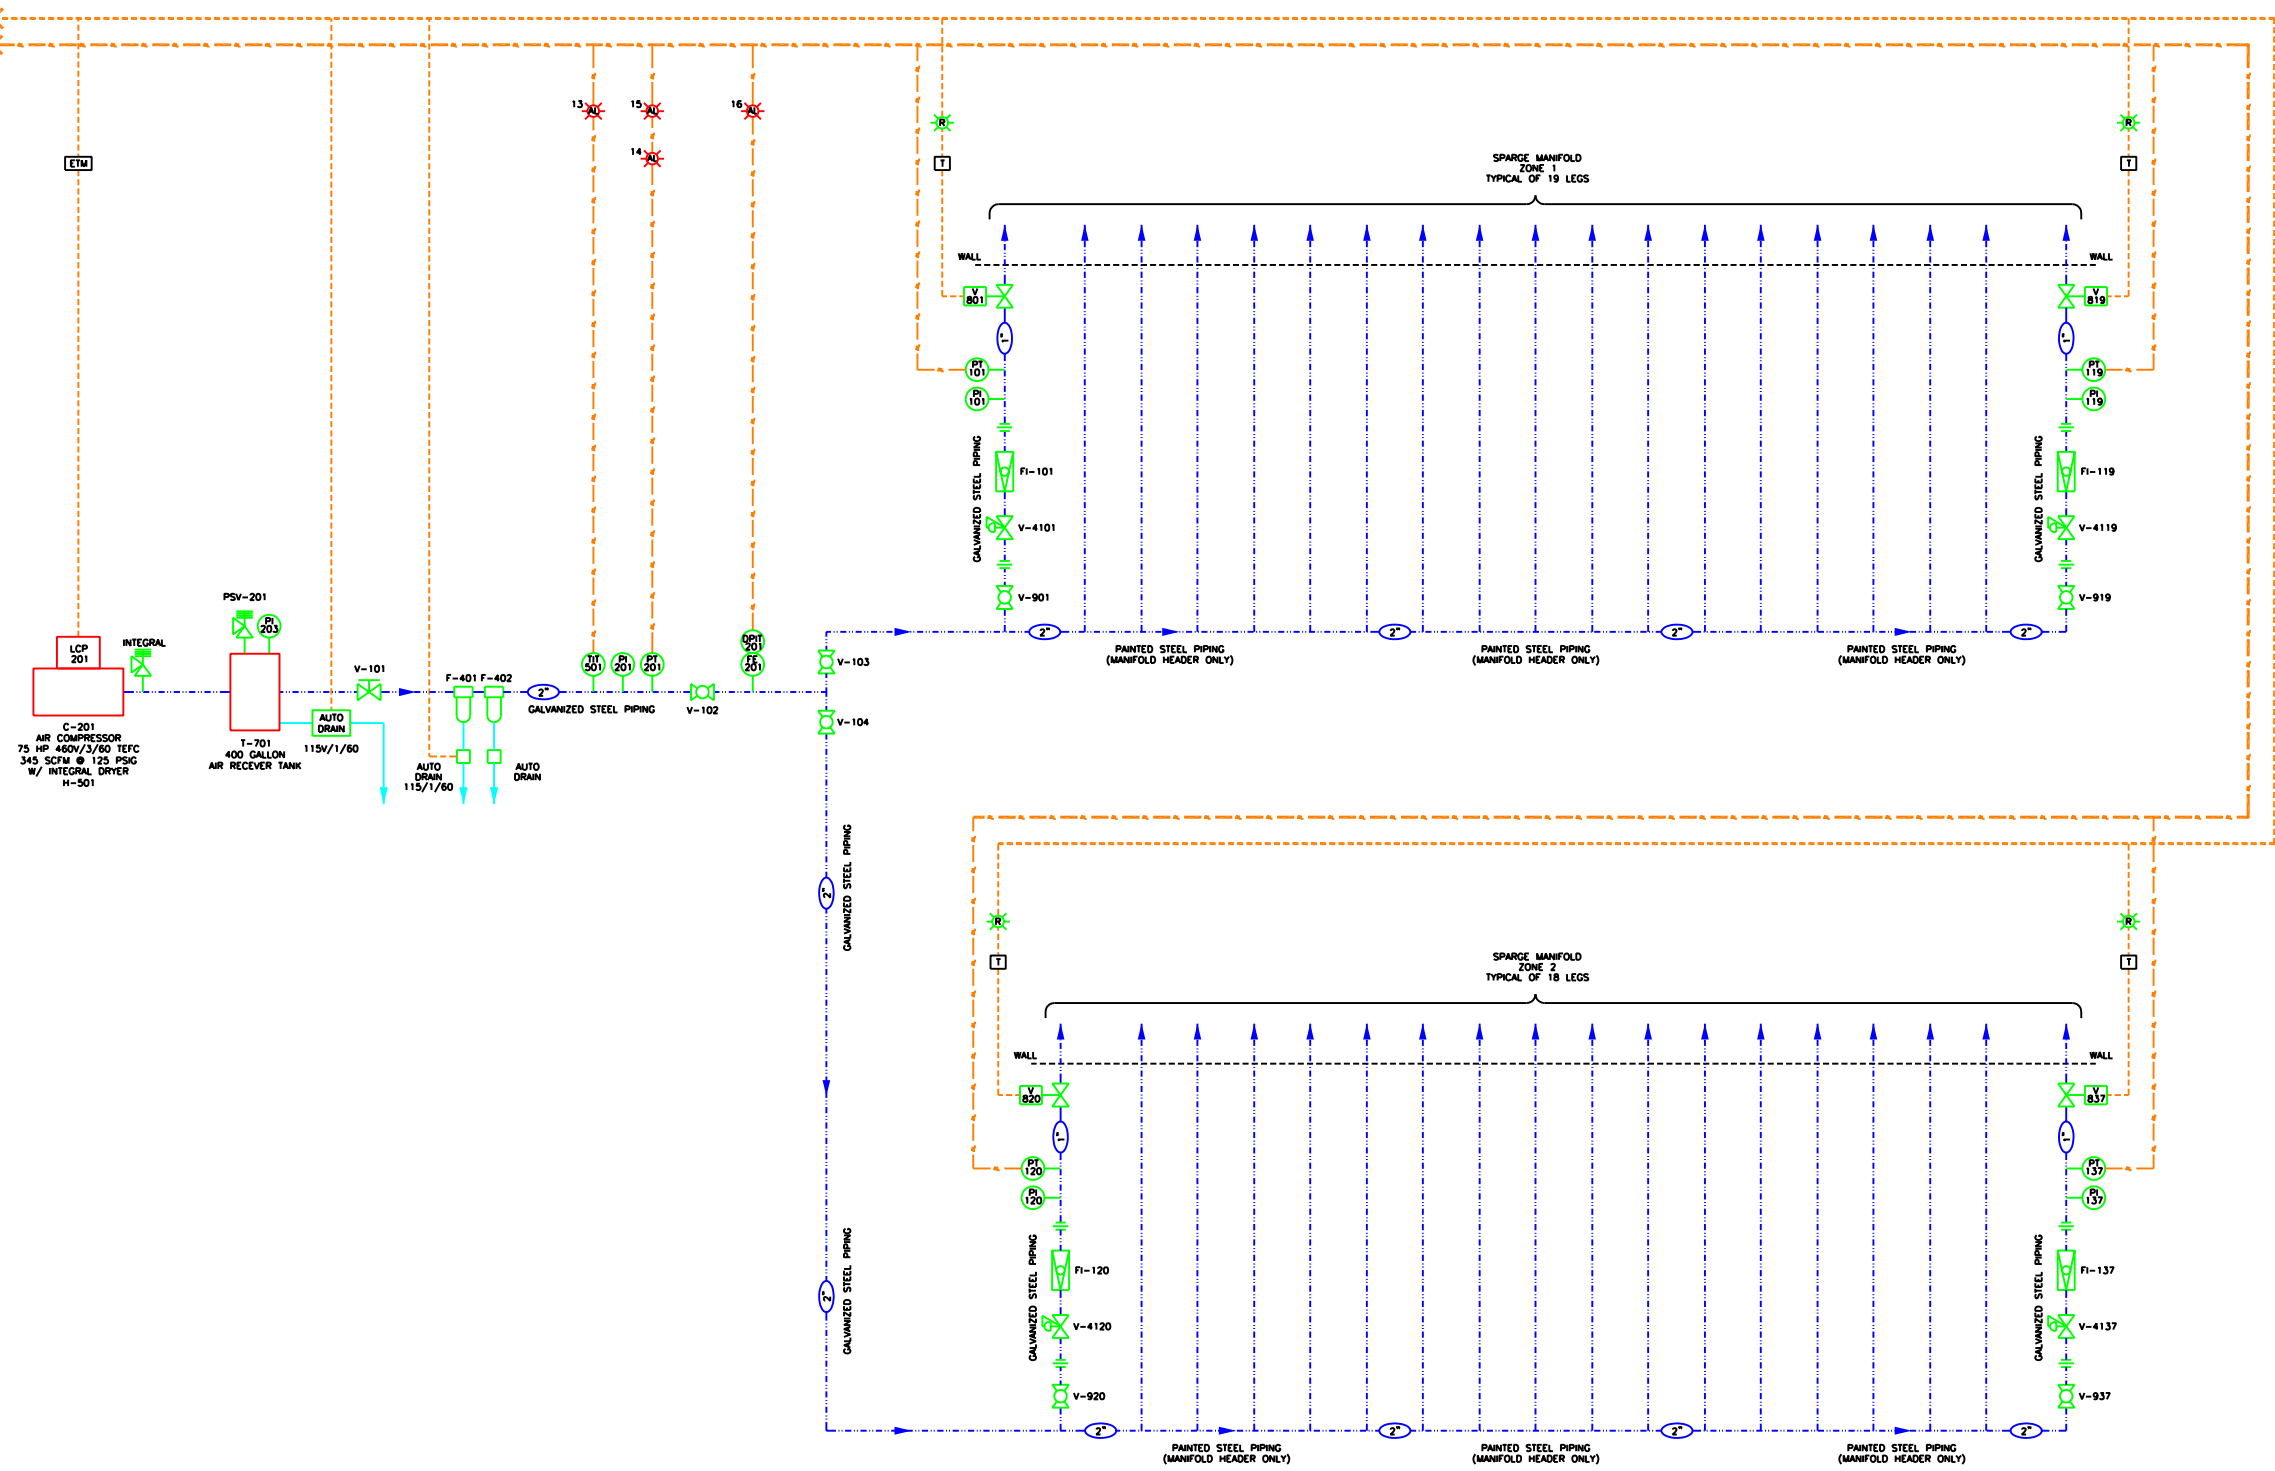 13
AL
15
AL
16
AL
14
AL
R
R
ETM
T
T
SPARGE MANIFOLD
ZONE 1
TYPICAL OF 19 LEGS
WALL
WALL
V
801
V
819
1"
1"
PT
101
PT
119
PI
101
PI
119
GALVANIZED STEEL PIPING
FI-101
GALVANIZED STEEL PIPING
FI-119
V-4101
V-4119
V-901
V-919
PSV-201
PI
203
INTEGRAL
LCP
201
2"
2"
2"
2"
PAINTED STEEL PIPING
(MANIFOLD HEADER ONLY)
PAINTED STEEL PIPING
(MANIFOLD HEADER ONLY)
PAINTED STEEL PIPING
(MANIFOLD HEADER ONLY)
DPIT
201
FE
201
TIT
501
PI
201
PT
201
V-103
V-101
F-401 F-402
2"
GALVANIZED STEEL PIPING
V-102
V-104
AUTO
DRAIN
115V/1/60
C-201
AIR COMPRESSOR
75 HP 460V/3/60 TEFC
345 SCFM @ 125 PSIG
W/ INTEGRAL DRYER
H-501
T-701
400 GALLON
AIR RECEVER TANK
AUTO
DRAIN
115/1/60
AUTO
DRAIN
2"
GALVANIZED STEEL PIPING
R
R
T
T
SPARGE MANIFOLD
ZONE 2
TYPICAL OF 18 LEGS
WALL
WALL
V
820
V
837
1"
1"
PT
120
PT
137
PI
120
PI
137
2"
GALVANIZED STEEL PIPING
GALVANIZED STEEL PIPING
FI-120
GALVANIZED STEEL PIPING
FI-137
V-4120
V-4137
V-920
V-937
2"
2"
2"
2"
PAINTED STEEL PIPING
(MANIFOLD HEADER ONLY)
PAINTED STEEL PIPING
(MANIFOLD HEADER ONLY)
PAINTED STEEL PIPING
(MANIFOLD HEADER ONLY)